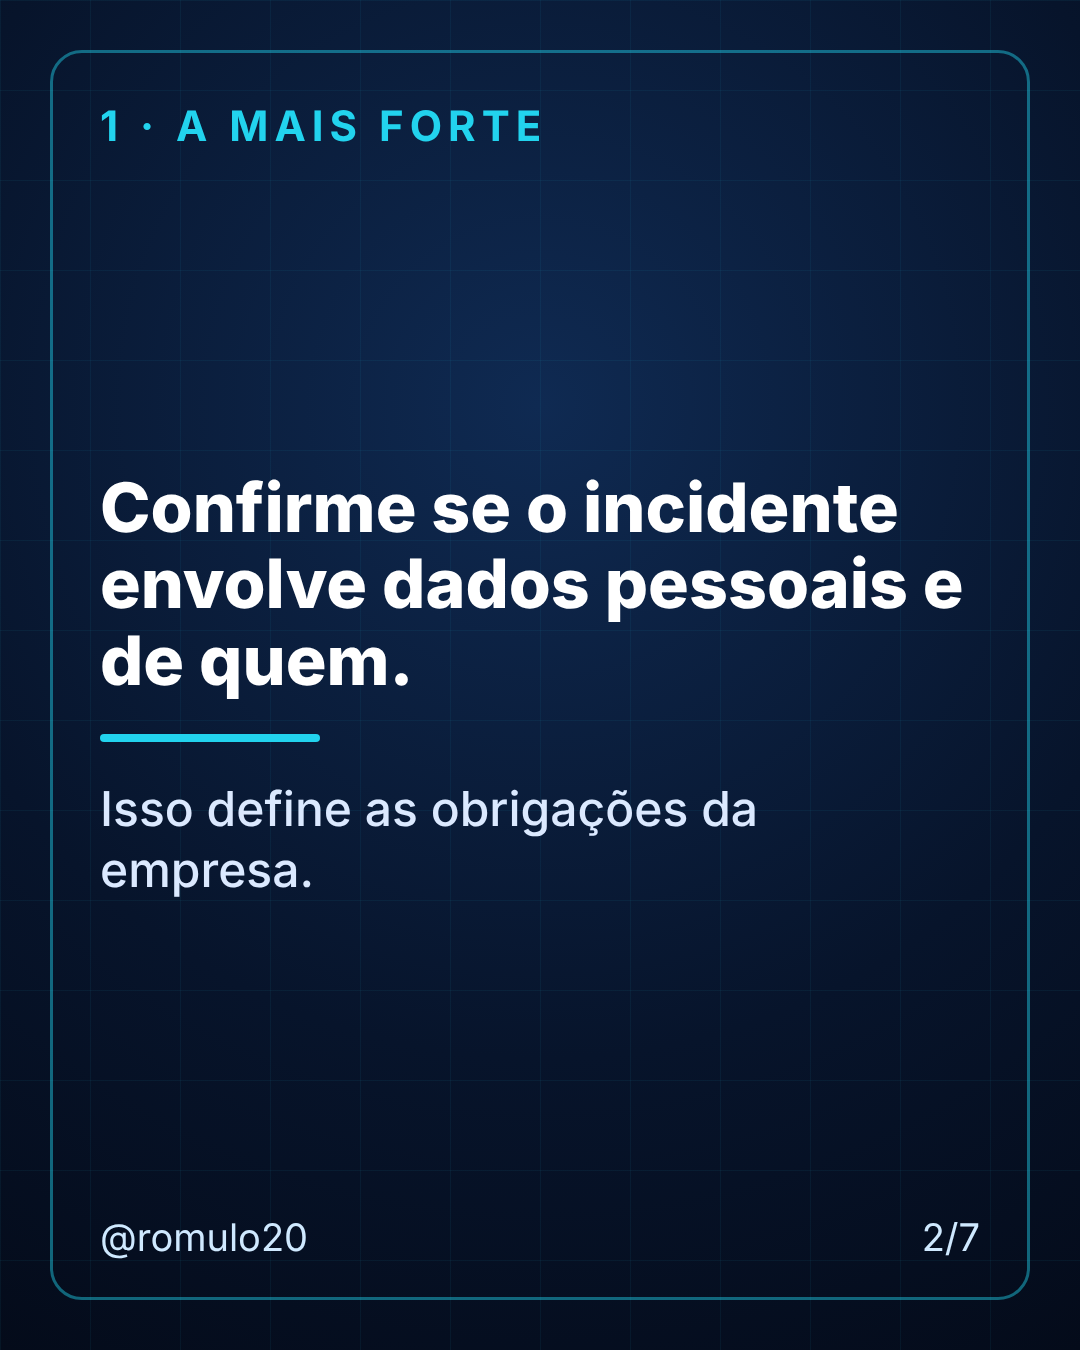 1 · A MAIS FORTE
Confirme se o incidente
envolve dados pessoais e
de quem.
Isso define as obrigações da
empresa.
@romulo20
2/7